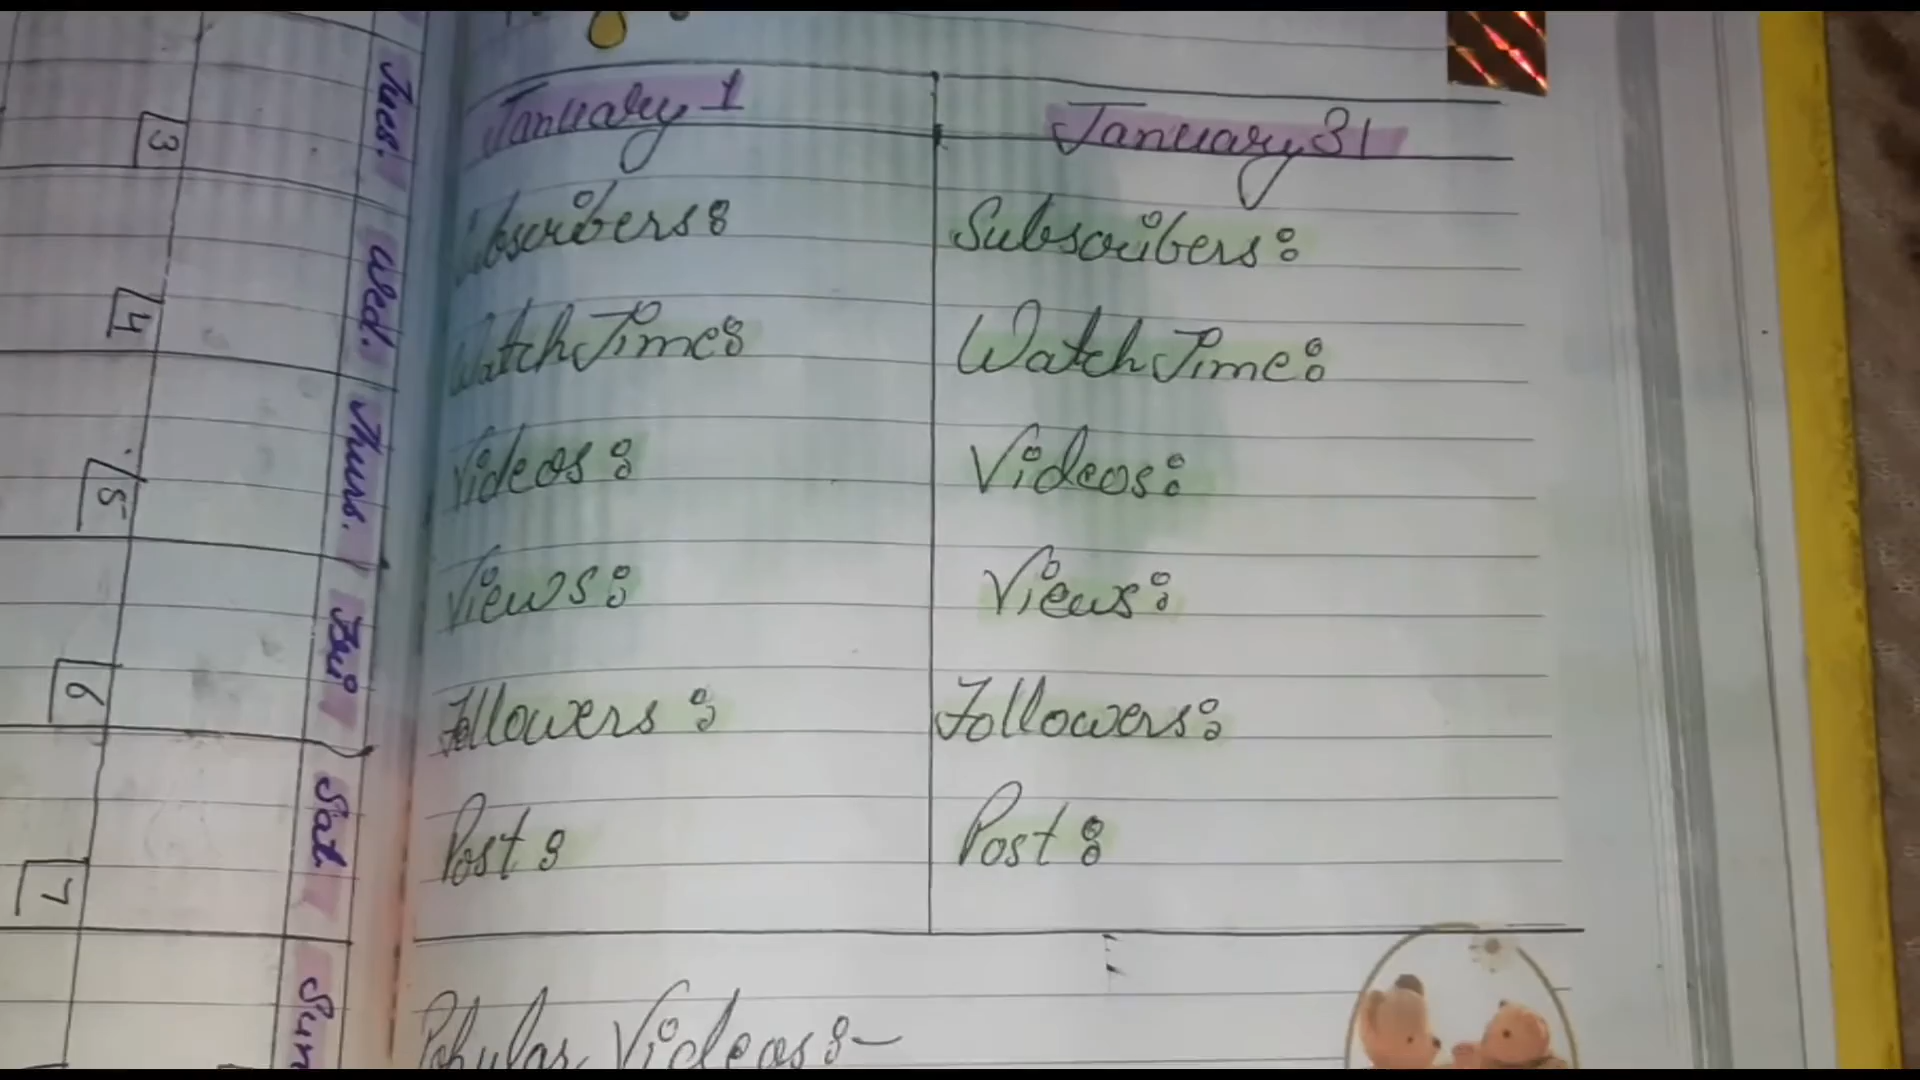 Tues.
Wed.
Thurs.
Fri
Sat.
Sun
3
4
5
6
7
January 1
January 31
Subscribers:
Subscribers:
Watch Time:
Watch Time:
Videos:
Videos:
Views:
Views:
Followers:
Followers:
Post:
Post:
Videos:-